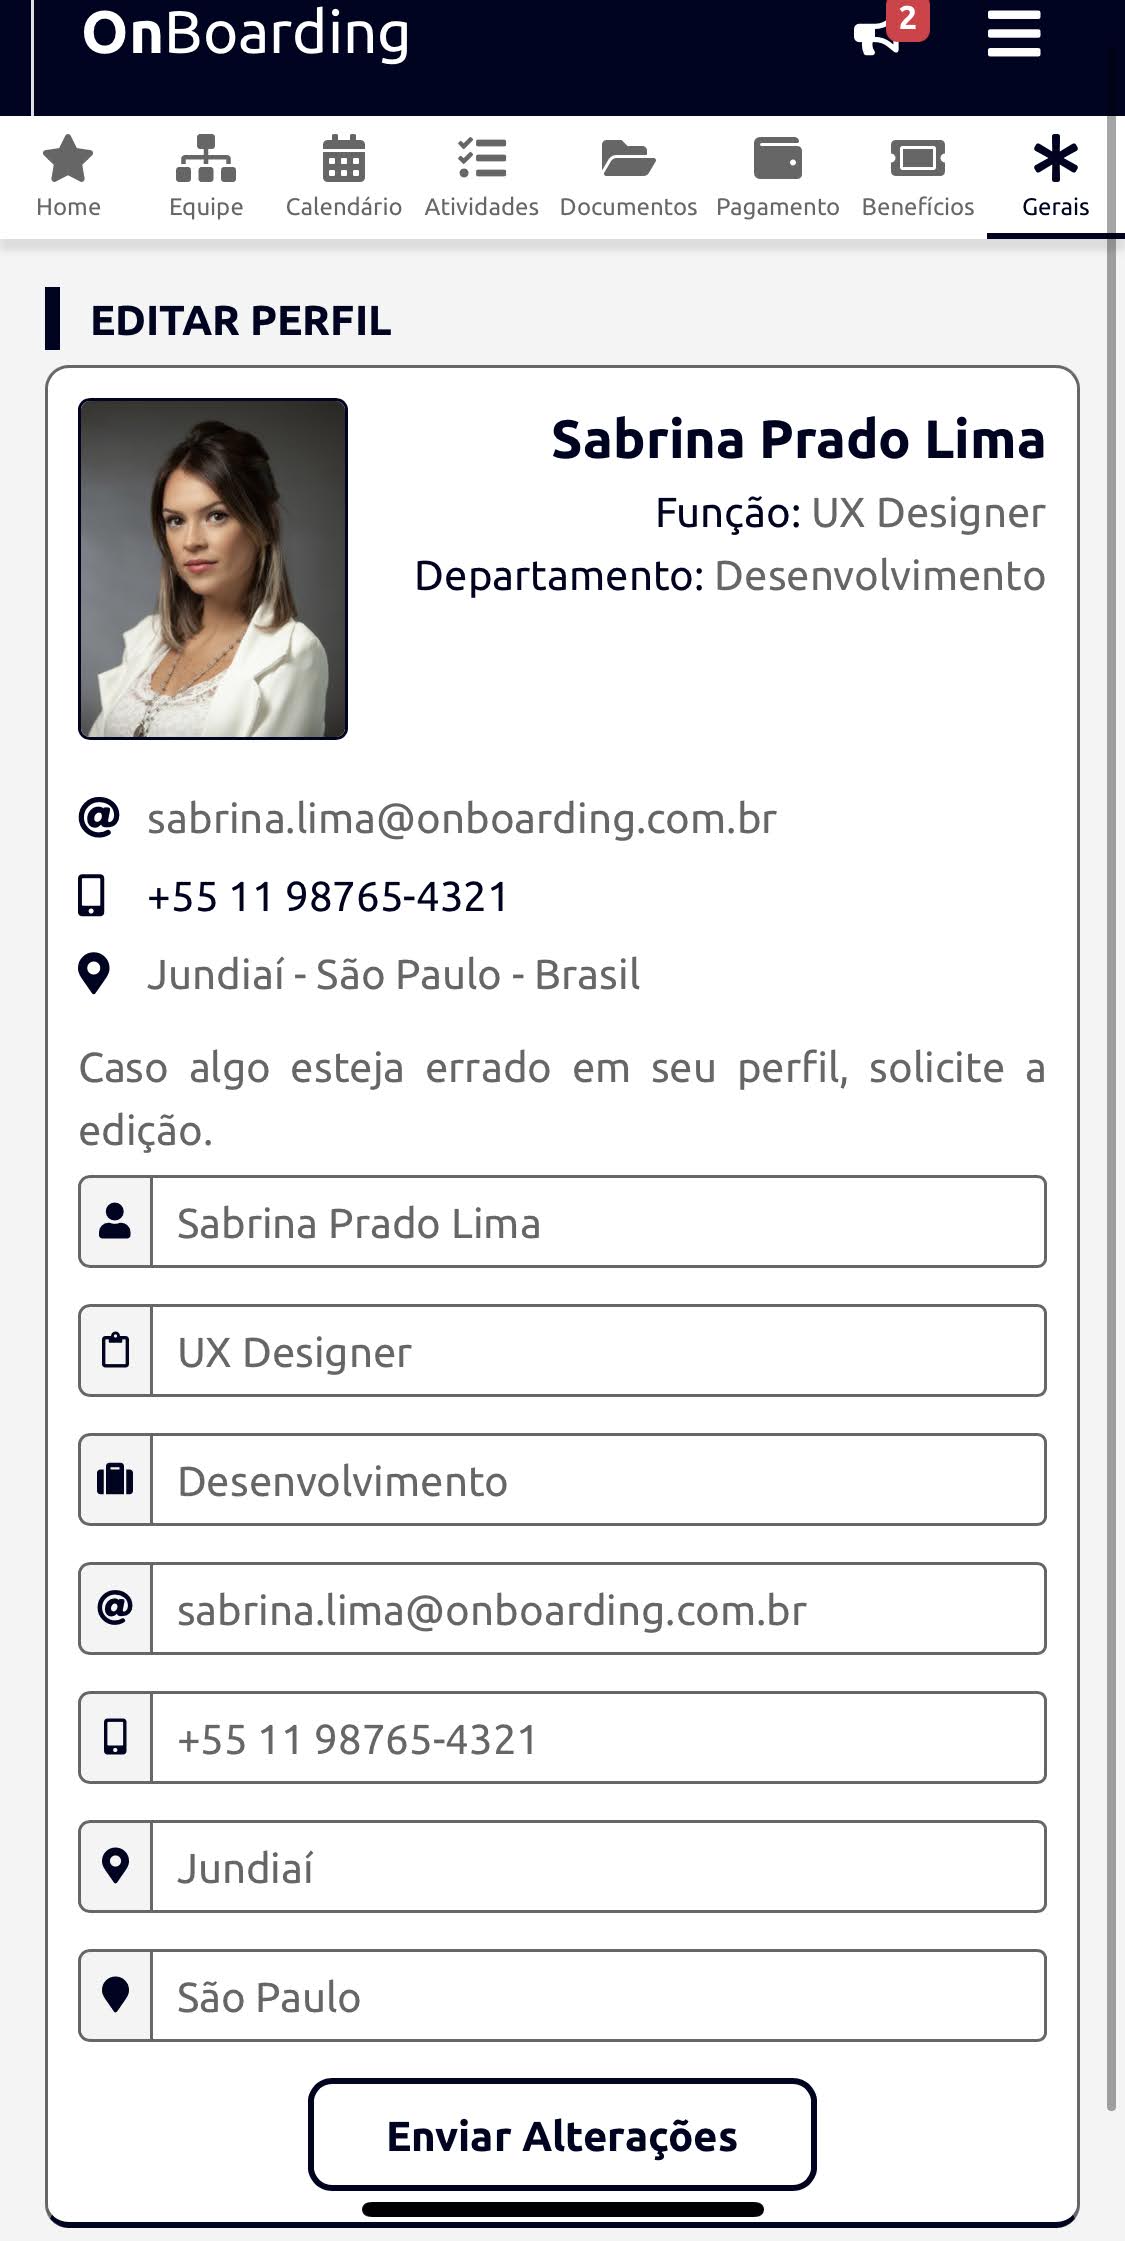 OnBoarding
2
Home Equipe Calendário Atividades Documentos Pagamento Benefícios Gerais
EDITAR PERFIL
Sabrina Prado Lima
Função: UX Designer
Departamento: Desenvolvimento
sabrina.lima@onboarding.com.br
+55 11 98765-4321
Jundiaí - São Paulo - Brasil
Caso algo esteja errado em seu perfil, solicite a
edição.
Sabrina Prado Lima
UX Designer
Desenvolvimento
@ sabrina.lima@onboarding.com.br
+55 11 98765-4321
Jundiaí
São Paulo
Enviar Alterações